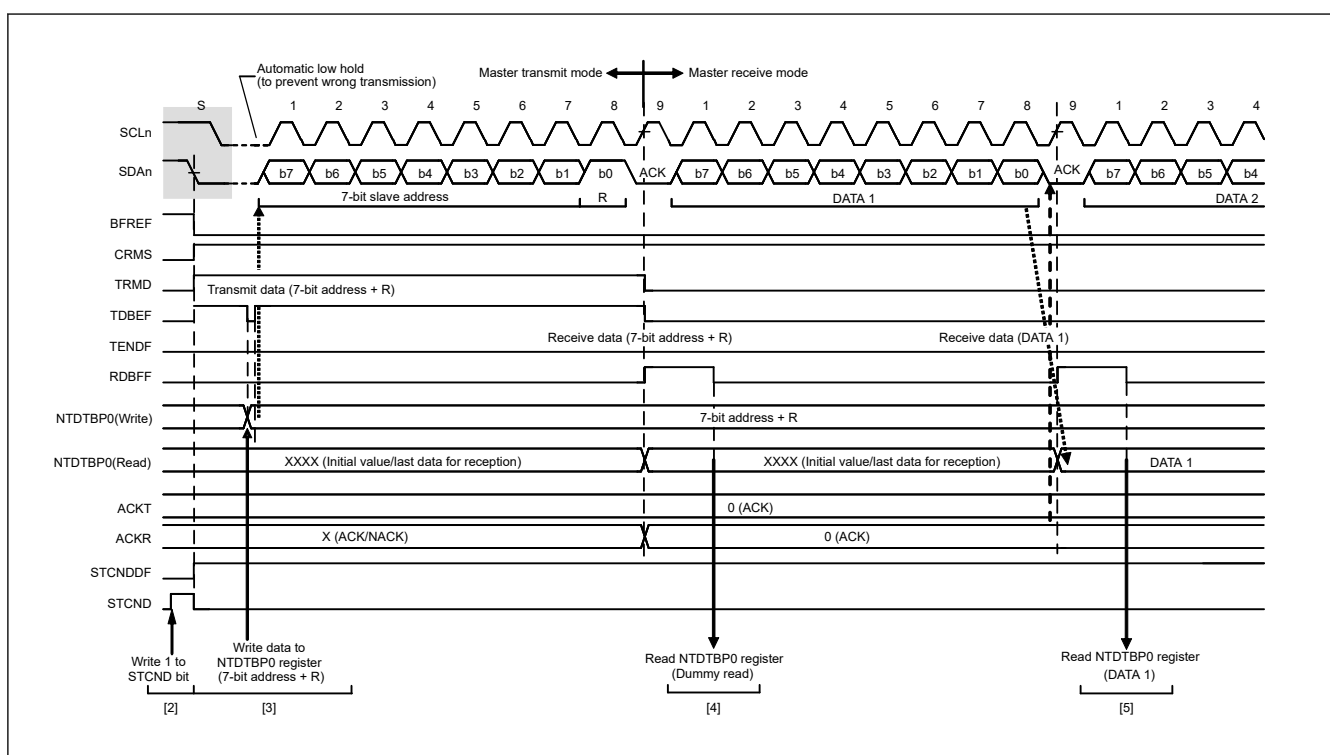 Automatic low hold
(to prevent wrong transmission)
Master transmit mode
Master receive mode
S 1 2 3 4 5 6 7 8 9 1 2 3 4 5 6 7 8 9 1 2 3 4
SCLn
SDAn b7 b6 b5 b4 b3 b2 b1 b0 ACK b7 b6 b5 b4 b3 b2 b1 b0 ACK b7 b6 b5 b4
7-bit slave address R DATA 1 DATA 2
BFREF
CRMS
TRMD Transmit data (7-bit address + R)
TDBEF
Receive data (7-bit address + R) Receive data (DATA 1)
TENDF
RDBFF
NTDTBP0(Write) 7-bit address + R
NTDTBP0(Read) XXXX (Initial value/last data for reception) XXXX (Initial value/last data for reception) DATA 1
ACKT 0 (ACK)
ACKR X (ACK/NACK) 0 (ACK)
STCNDDF
STCND
Write 1 to
STCND bit
Write data to
NTDTBP0 register
(7-bit address + R)
Read NTDTBP0 register
(Dummy read)
Read NTDTBP0 register
(DATA 1)
[2] [3] [4] [5]